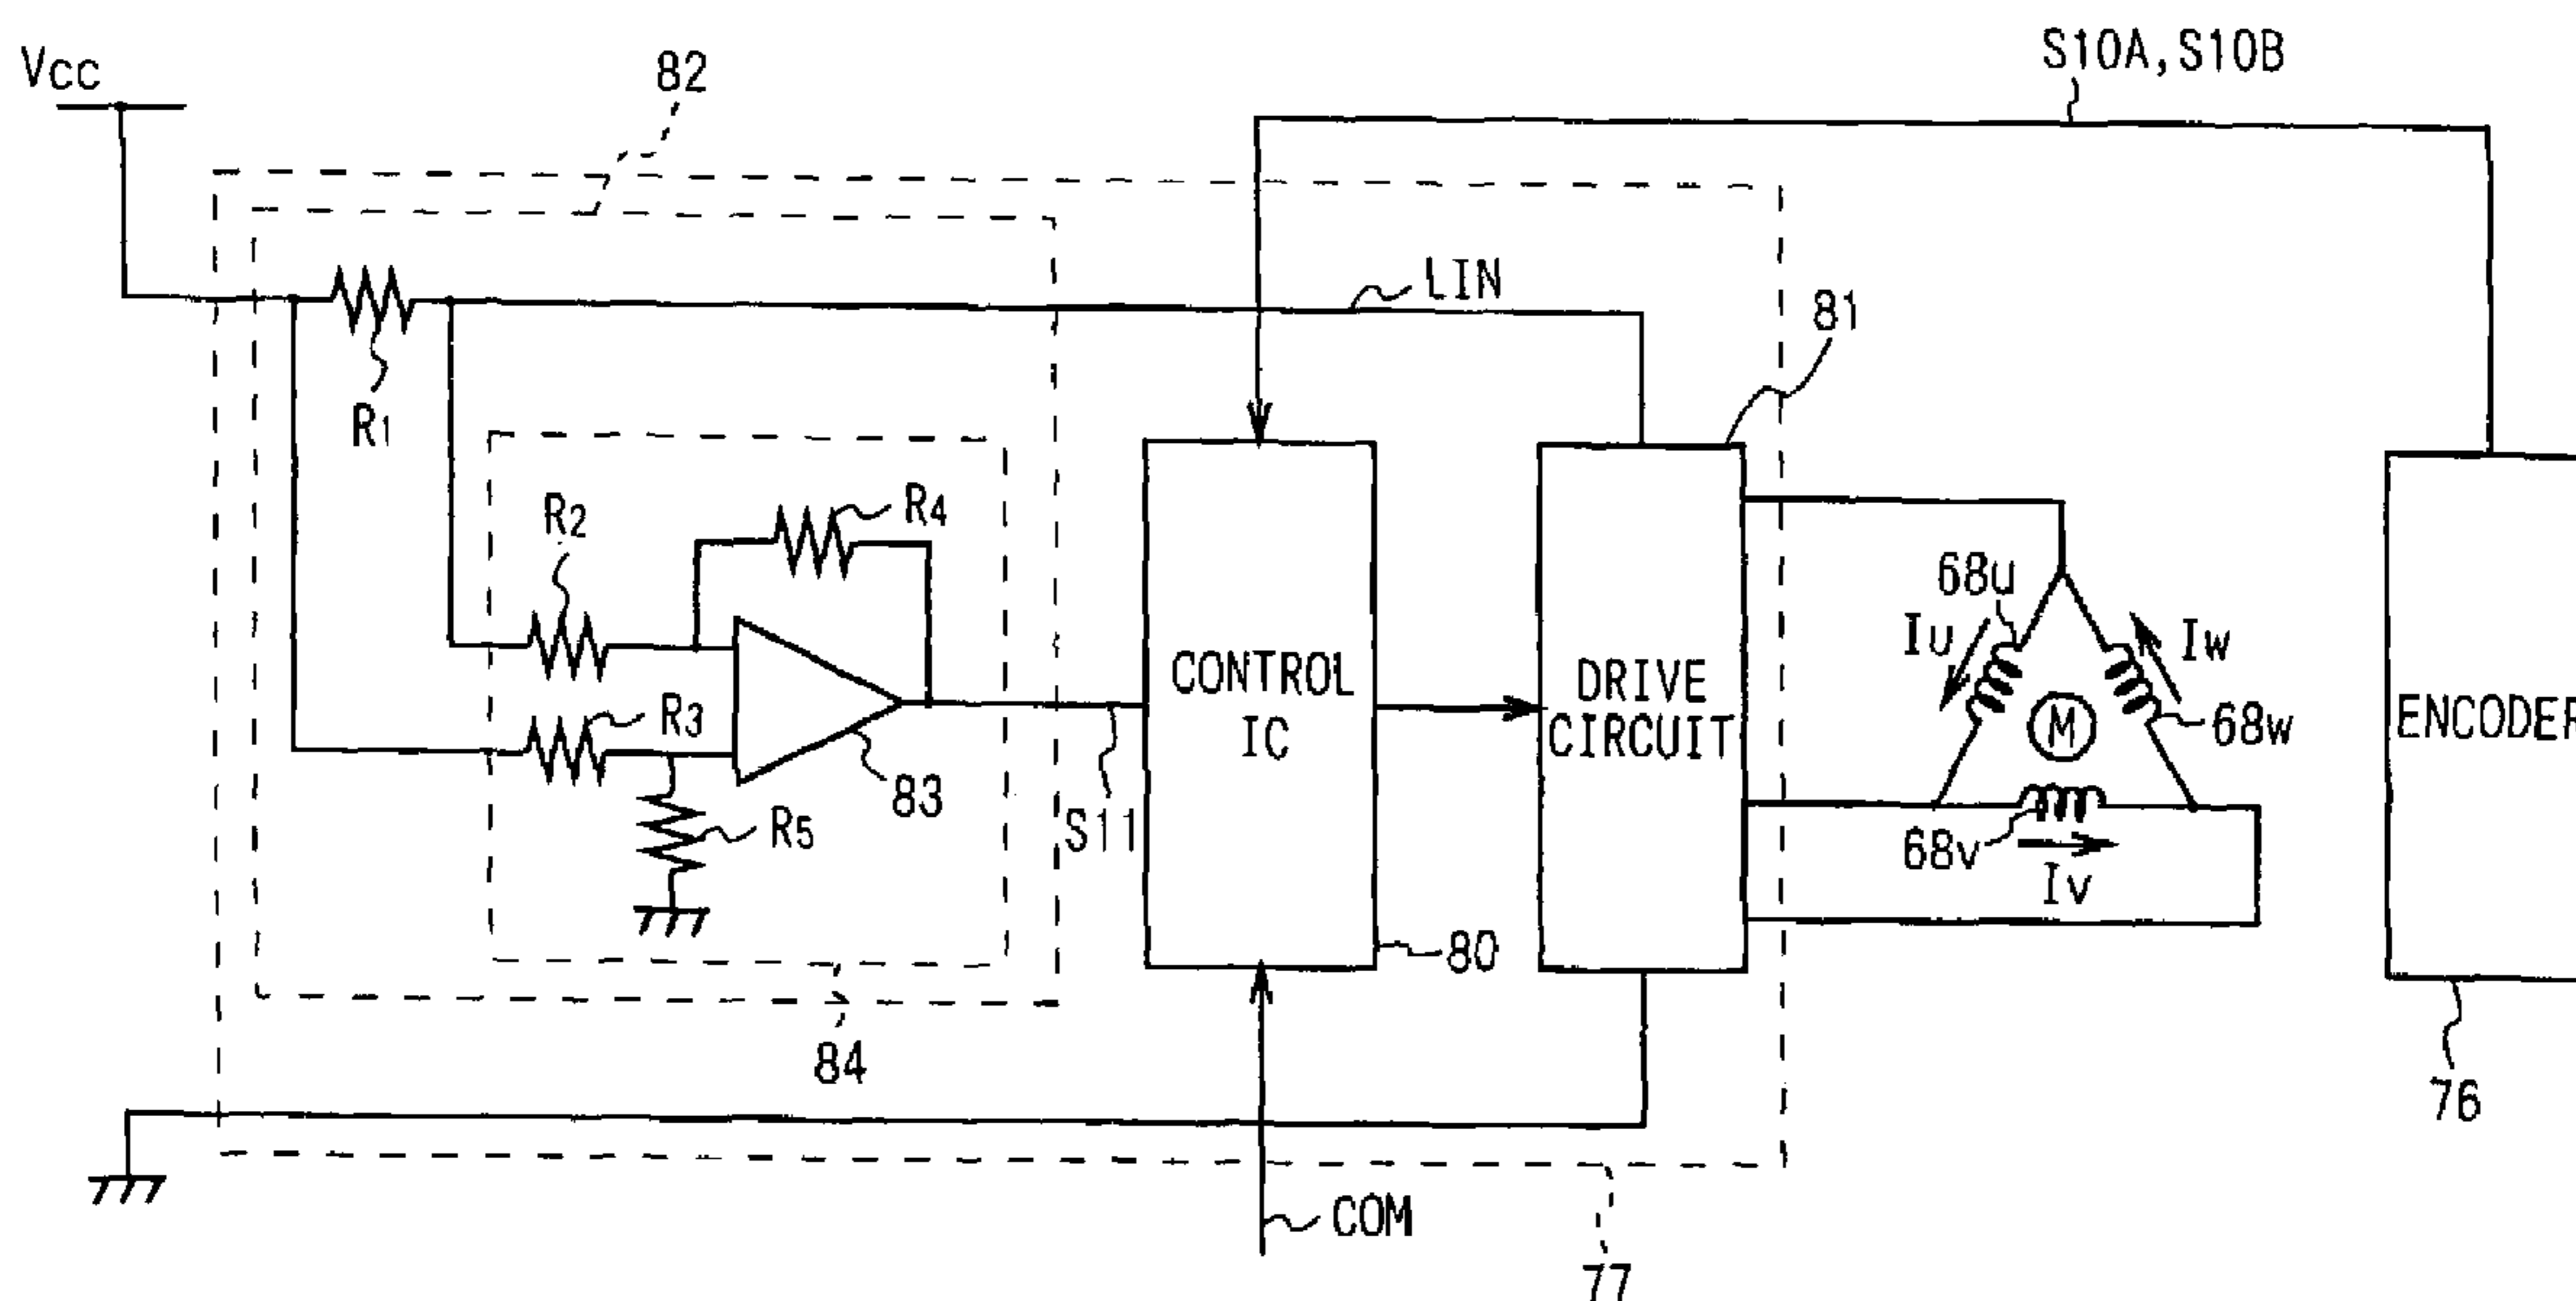 Vcc
82
S10A, S10B
LIN
81
R1
R2
R4
R3
83
R5
S11
CONTROL
IC
80
DRIVE
CIRCUIT
68u
Iu
Iw
M
68w
68v
Iv
76
84
COM
77